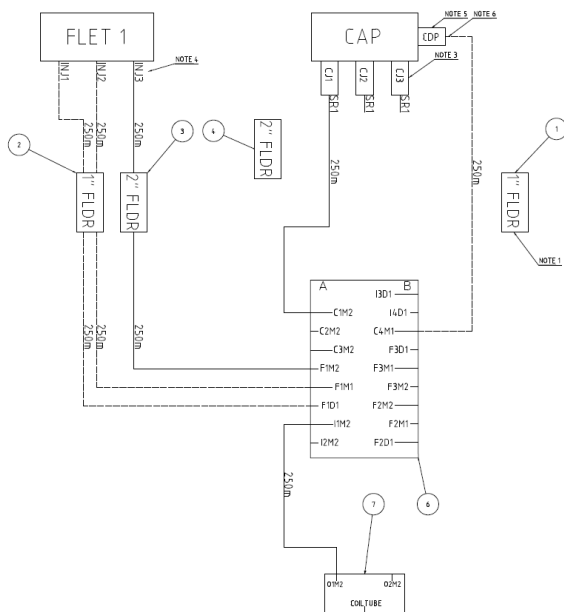 NOTE 5
NOTE 6
FLET 1
CAP
CDP
INJ1
INJ2
INJ3
NOTE 4
CJ1
CJ2
CJ3
NOTE 3
SR1
SR1
SR1
250m
250m
250m
2
3
4
1
1" FLDR
2" FLDR
2" FLDR
250m
250m
1" FLDR
NOTE 1
A
B
I3D1
C1M2
I4D1
C2M2
C4M1
C3M2
F3D1
F1M2
F3M1
F1M1
F3M2
F1D1
F2M2
I1M2
F2M1
I2M2
F2D1
250m
250m
250m
250m
7
6
O1M2
O2M2
COILTUBE